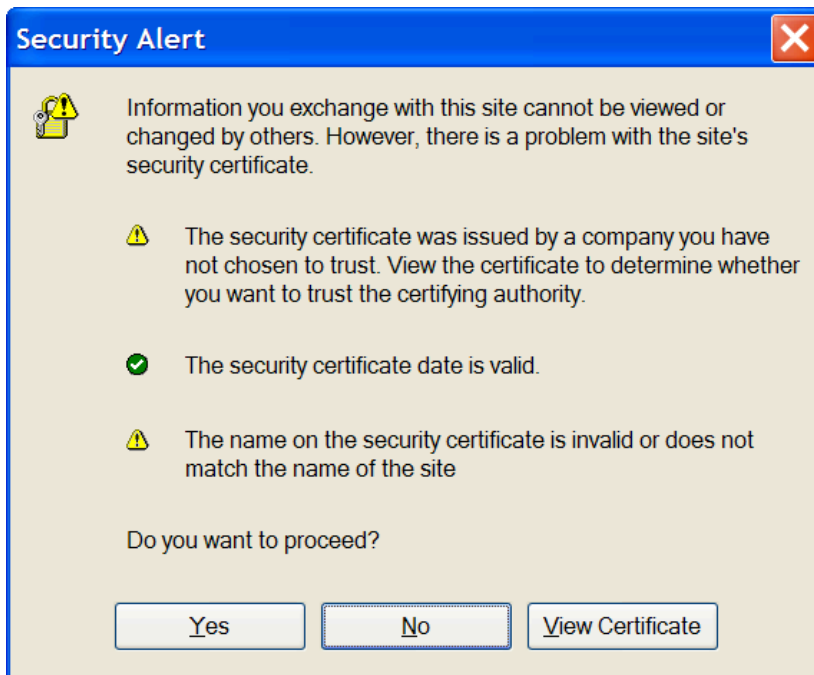 Security Alert
Information you exchange with this site cannot be viewed or
changed by others. However, there is a problem with the site's
security certificate.
The security certificate was issued by a company you have
not chosen to trust. View the certificate to determine whether
you want to trust the certifying authority.
The security certificate date is valid.
The name on the security certificate is invalid or does not
match the name of the site
Do you want to proceed?
Yes No View Certificate